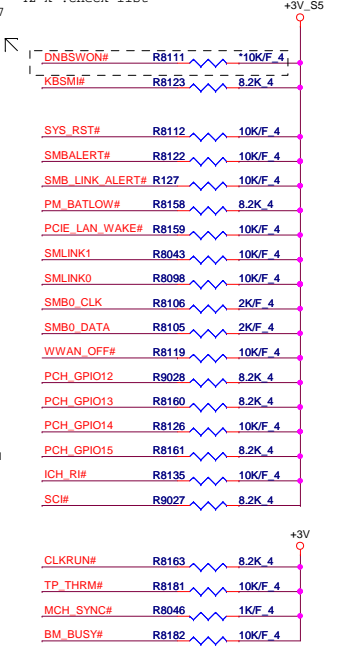 +3V_S5
DNBSWON# R8111 *10K/F_4
KBSMI# R8123 8.2K_4
SYS_RST# R8112 10K/F_4
SMBALERT# R8122 10K/F_4
SMB_LINK_ALERT# R127 10K/F_4
PM_BATLOW# R8158 8.2K_4
PCIE_LAN_WAKE# R8159 10K/F_4
SMLINK1 R8043 10K/F_4
SMLINK0 R8098 10K/F_4
SMB0_CLK R8106 2K/F_4
SMB0_DATA R8105 2K/F_4
WWAN_OFF# R8119 10K/F_4
PCH_GPIO12 R9028 8.2K_4
PCH_GPIO13 R8160 8.2K_4
PCH_GPIO14 R8126 10K/F_4
PCH_GPIO15 R8161 8.2K_4
ICH_RI# R8135 10K/F_4
SCI# R9027 8.2K_4
+3V
CLKRUN# R8163 8.2K_4
TP_THRM# R8181 10K/F_4
MCH_SYNC# R8046 1K/F_4
BM_BUSY# R8182 10K/F_4